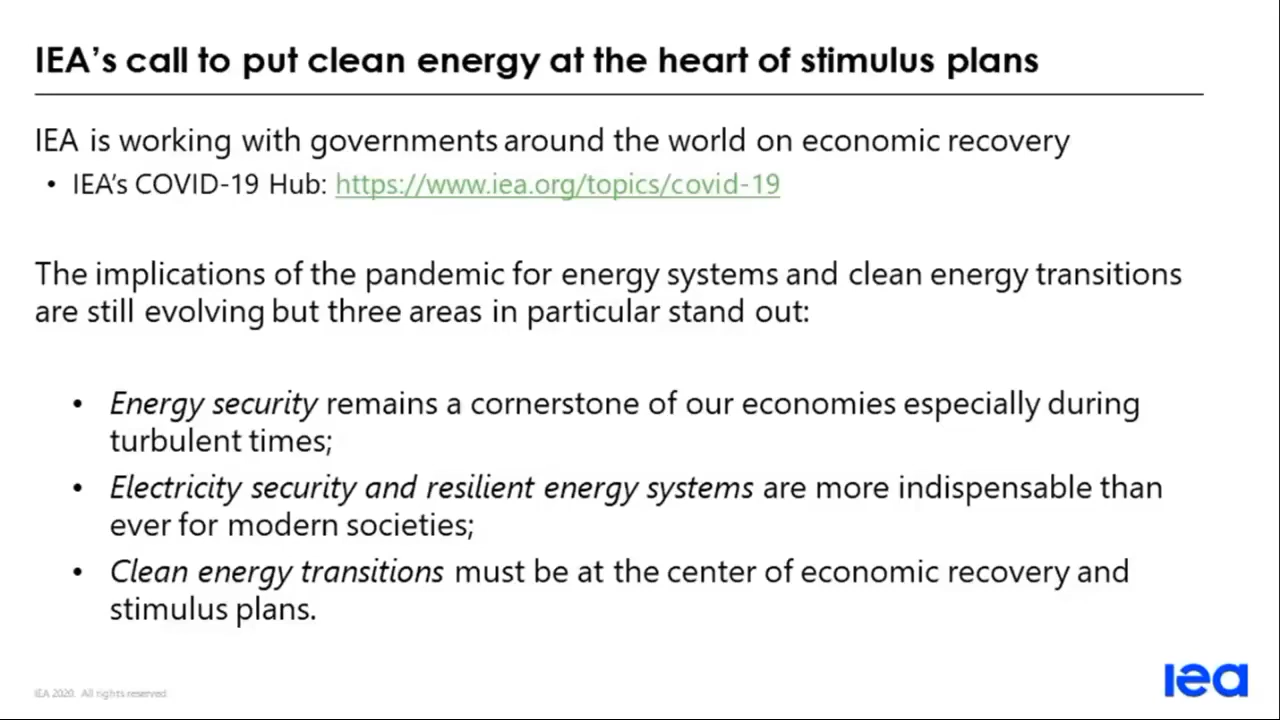 IEA’s call to put clean energy at the heart of stimulus plans
IEA is working with governments around the world on economic recovery
• IEA’s COVID-19 Hub: https://www.iea.org/topics/covid-19
The implications of the pandemic for energy systems and clean energy transitions
are still evolving but three areas in particular stand out:
• Energy security remains a cornerstone of our economies especially during
turbulent times;
• Electricity security and resilient energy systems are more indispensable than
ever for modern societies;
• Clean energy transitions must be at the center of economic recovery and
stimulus plans.
IEA 2020. All rights reserved
iea